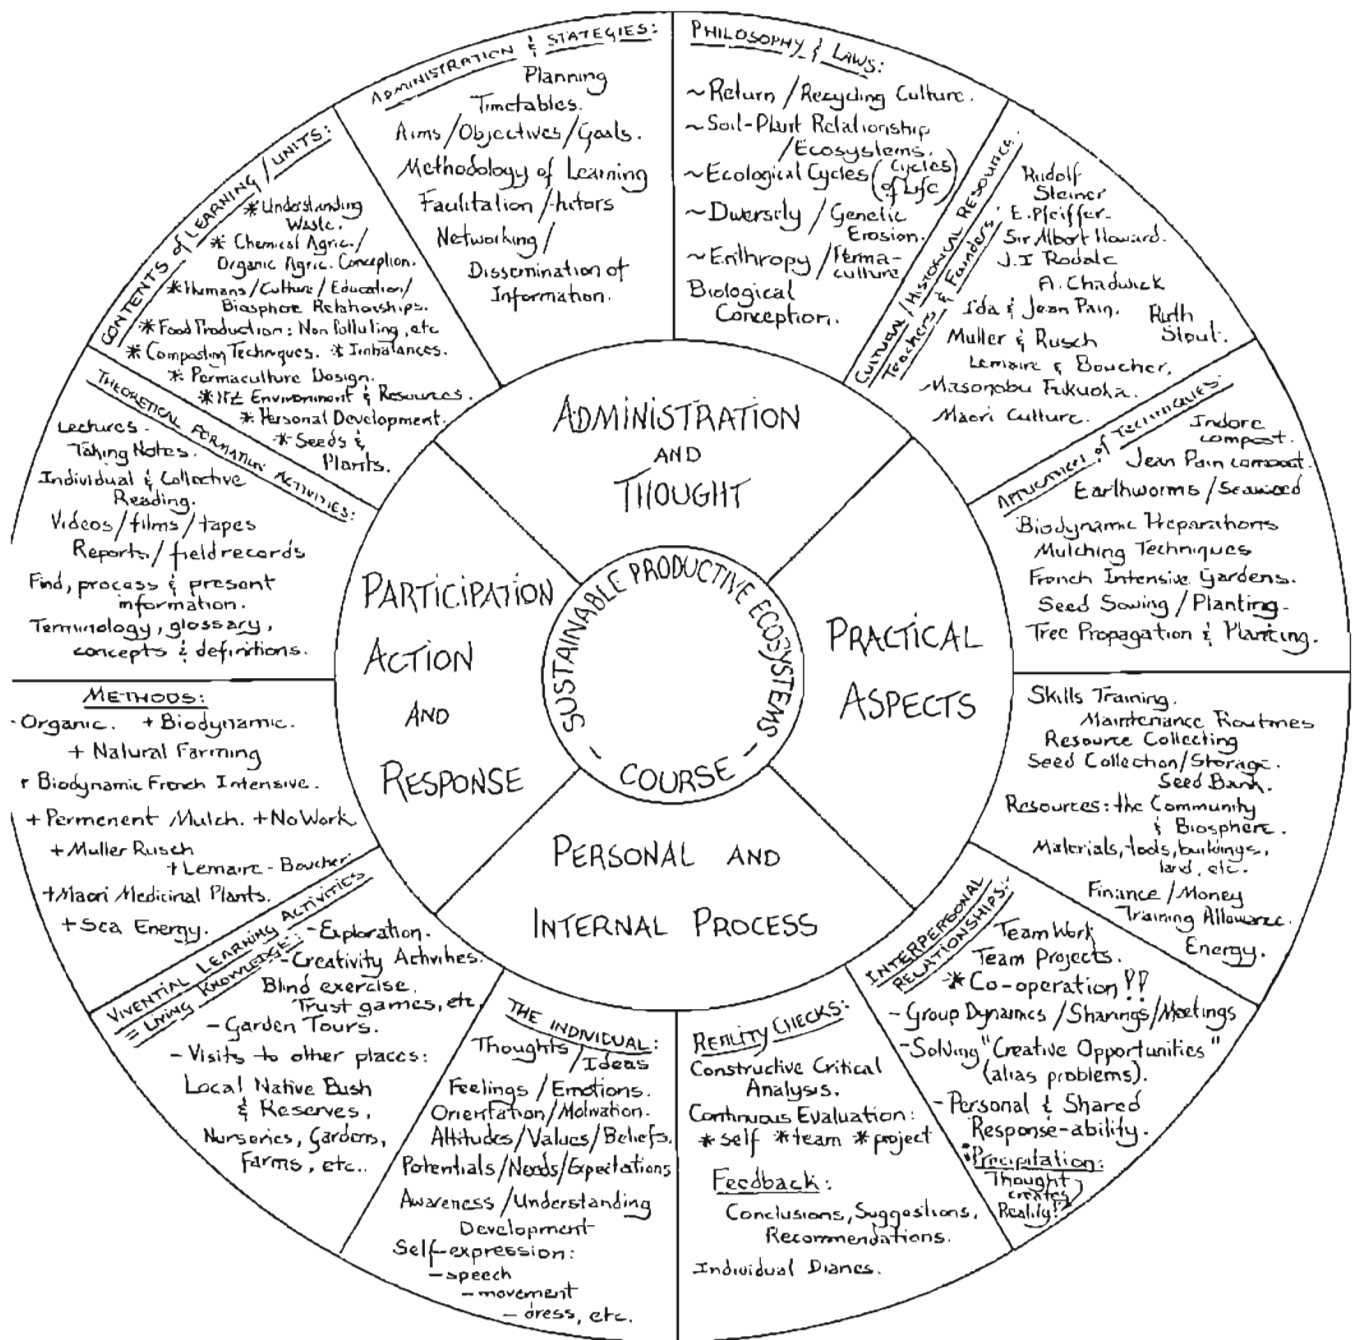 SUSTAINABLE PRODUCTIVE ECOSYSTEMS
- COURSE -
ADMINISTRATION
AND
THOUGHT
PRACTICAL
ASPECTS
PERSONAL AND
INTERNAL PROCESS
PARTICIPATION
ACTION
AND
RESPONSE
PHILOSOPHY & LAWS:
~Return / Recycling Culture.
~Soil-Plant Relationship
/Ecosystems.
~Ecological Cycles (Cycles
of Life)
~Diversity / Genetic
Erosion.
~Enthropy / Perma-
culture
Biological
Conception.
CULTURAL / HISTORICAL RESOURCE.
Teachers & Founders
Rudolf
Steiner
E. Pfeiffer.
Sir Albert Howard.
J.I Rodale
A. Chadwick
Ida & Jean Pain.
Ruth
Stout.
Muller & Rusch
Lemaire & Boucher.
Masonobu Fukuoka.
Maori Culture.
APPLICATION of TECHNIQUES:
Indore
compost.
Jean Pain compost.
Earthworms / Seaweed
Biodynamic Preparations
Mulching Techniques
French Intensive Gardens.
Seed Sowing / Planting-
Tree Propagation & Planting.
Skills Training.
Maintenance Routines
Resource Collecting
Seed Collection/Storage.
Seed Bank.
Resources: the Community
& Biosphere.
Materials, tools, buildings,
land, etc.
Finance / Money
Training Allowance.
Energy.
INTERPERSONAL
RELATIONSHIPS:
TeamWork
Team Projects.
* Co-operation!!
- Group Dynamics / Sharings / Meetings
- Solving "Creative Opportunities"
(alias problems).
- Personal & Shared
Response-ability.
Precipitation:
Thought
creates
Reality!
REALITY CHECKS:
Constructive Critical
Analysis.
Continuous Evaluation:
* self * team * project
Feedback:
Conclusions, Suggestions,
Recommendations.
Individual Diaries.
THE INDIVIDUAL:
Thoughts
/ Ideas
Feelings / Emotions.
Orientation / Motivation.
Attitudes/Values/Beliefs.
Potentials/Needs/Expectations
Awareness / Understanding
Development
Self-expression:
- speech
- movement
- dress, etc.
VIVENTIAL LEARNING ACTIVITIES
= LIVING KNOWLEDGE:
- Exploration.
- Creativity Activities.
Blind exercise.
Trust games, etc,
- Garden Tours.
- Visits to other places:
Local Native Bush
& Reserves,
Nurseries, Gardens,
Farms, etc..
METHODS:
- Organic. + Biodynamic.
+ Natural Farming
+ Biodynamic French Intensive.
+ Permenent Mulch. + No Work.
+ Muller Rusch
+ Lemaire - Boucher
+ Maori Medicinal Plants.
+ Sea Energy.
THEORETICAL FORMATION ACTIVITIES:
Lectures -
Taking Notes.
Individual & Collective
Reading.
Videos / films / tapes
Reports / field records
Find, process & present
information.
Terminology, glossary,
concepts & definitions.
CONTENTS of LEARNING / UNITS:
* Understanding
Waste.
* Chemical Agric. /
Organic Agric. Conception.
* Humans / Culture / Education /
Biosphere Relationships.
* Food Production: Non Polluting, etc
* Composting Techniques. * Imbalances.
* Permaculture Design.
* NZ Environment & Resources.
* Personal Development.
* Seeds &
Plants.
ADMINISTRATION & STATEGIES:
Planning
Timetables.
Aims / Objectives / Goals.
Methodology of Learning
Facilitation / tutors
Networking /
Dissemination of
Information.